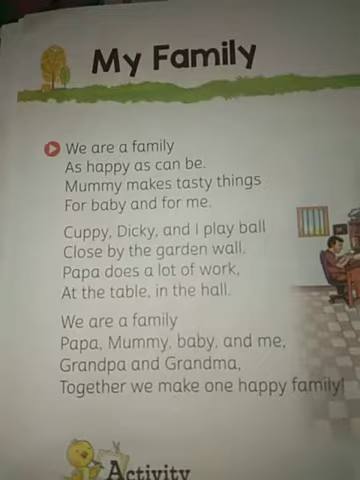 My Family
We are a family
As happy as can be.
Mummy makes tasty things
For baby and for me.
Cuppy, Dicky, and I play ball
Close by the garden wall.
Papa does a lot of work,
At the table, in the hall.
We are a family
Papa, Mummy, baby, and me,
Grandpa and Grandma,
Together we make one happy family!
Activity